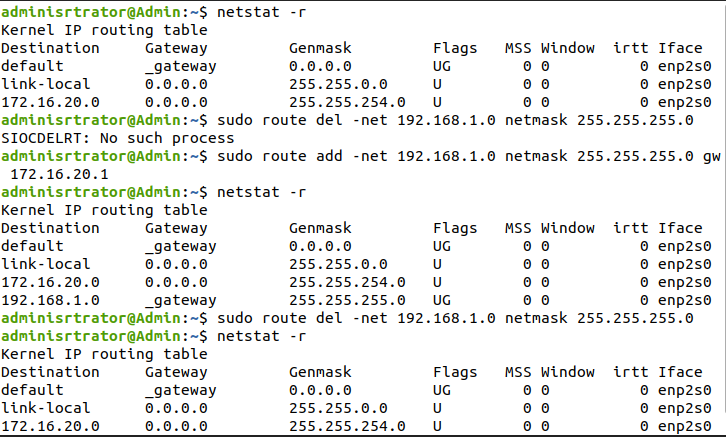 adminisrtrator@Admin:~$ netstat -r
Kernel IP routing table
Destination     Gateway         Genmask         Flags   MSS Window  irtt Iface
default         _gateway        0.0.0.0         UG        0 0          0 enp2s0
link-local      0.0.0.0         255.255.0.0     U         0 0          0 enp2s0
172.16.20.0     0.0.0.0         255.255.254.0   U         0 0          0 enp2s0
adminisrtrator@Admin:~$ sudo route del -net 192.168.1.0 netmask 255.255.255.0
SIOCDELRT: No such process
adminisrtrator@Admin:~$ sudo route add -net 192.168.1.0 netmask 255.255.255.0 gw
 172.16.20.1
adminisrtrator@Admin:~$ netstat -r
Kernel IP routing table
Destination     Gateway         Genmask         Flags   MSS Window  irtt Iface
default         _gateway        0.0.0.0         UG        0 0          0 enp2s0
link-local      0.0.0.0         255.255.0.0     U         0 0          0 enp2s0
172.16.20.0     0.0.0.0         255.255.254.0   U         0 0          0 enp2s0
192.168.1.0     _gateway        255.255.255.0   UG        0 0          0 enp2s0
adminisrtrator@Admin:~$ sudo route del -net 192.168.1.0 netmask 255.255.255.0
adminisrtrator@Admin:~$ netstat -r
Kernel IP routing table
Destination     Gateway         Genmask         Flags   MSS Window  irtt Iface
default         _gateway        0.0.0.0         UG        0 0          0 enp2s0
link-local      0.0.0.0         255.255.0.0     U         0 0          0 enp2s0
172.16.20.0     0.0.0.0         255.255.254.0   U         0 0          0 enp2s0